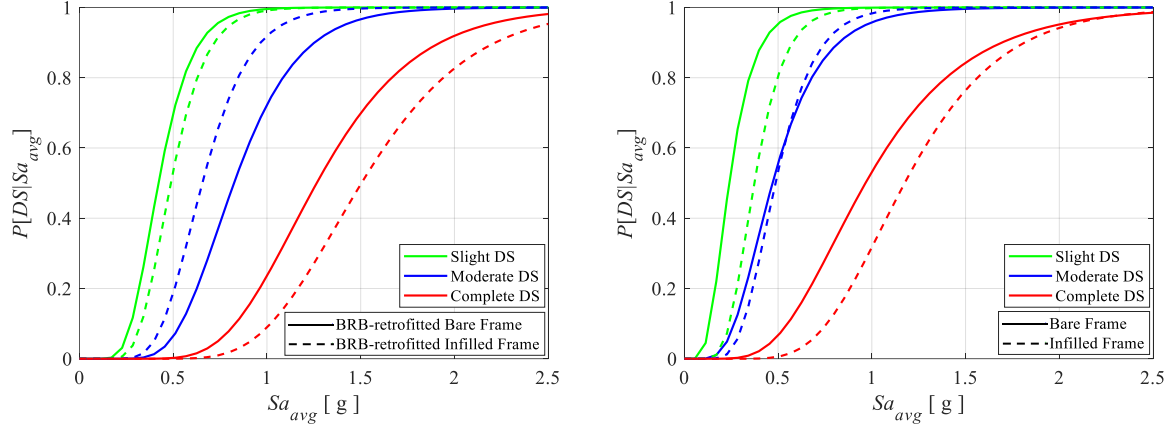 1
0.8
0.6
0.4
0.2
0
P[DS|Sa_avg]
Slight DS
Moderate DS
Complete DS
BRB-retrofitted Bare Frame
BRB-retrofitted Infilled Frame
0 0.5 1 1.5 2 2.5
Sa_avg [ g ]
1
0.8
0.6
0.4
0.2
0
P[DS|Sa_avg]
Slight DS
Moderate DS
Complete DS
Bare Frame
Infilled Frame
0 0.5 1 1.5 2 2.5
Sa_avg [ g ]